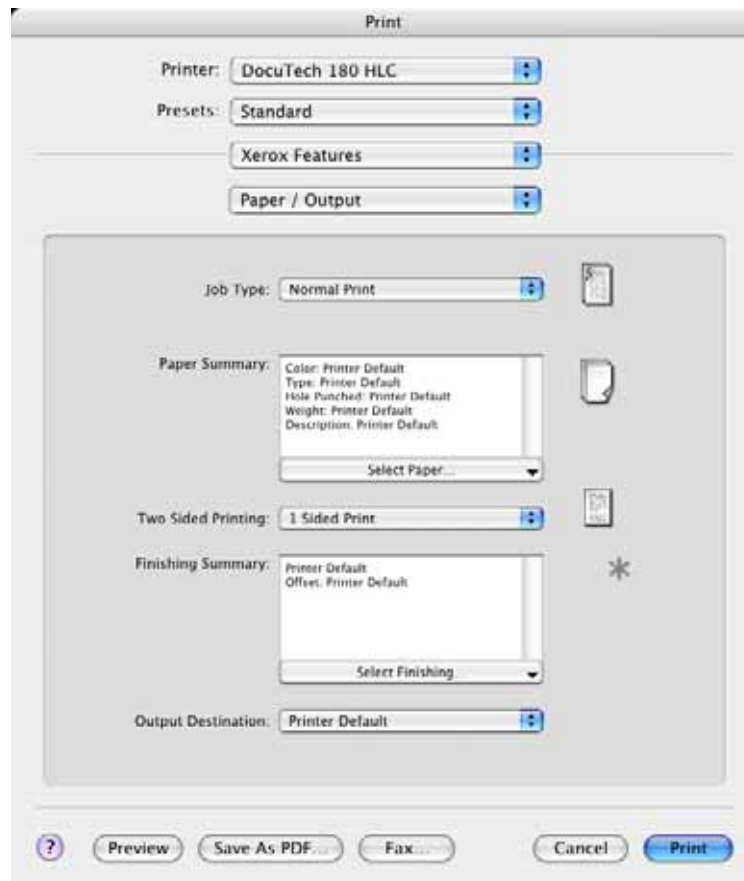 Print
Printer: DocuTech 180 HLC
Presets: Standard
Xerox Features
Paper / Output
Job Type: Normal Print
Paper Summary: Color: Printer Default
Type: Printer Default
Hole Punched: Printer Default
Weight: Printer Default
Description: Printer Default
Select Paper...
Two Sided Printing: 1 Sided Print
Finishing Summary: Printer Default
Offset: Printer Default
Select Finishing
Output Destination: Printer Default
? Preview Save As PDF... Fax... Cancel Print